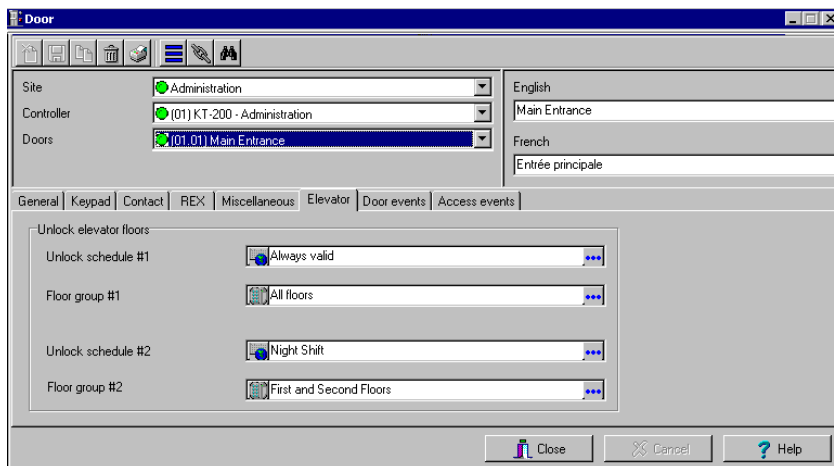 Door
Site
Administration
English
Main Entrance
Controller
(01) KT-200 - Administration
Doors
(01.01) Main Entrance
French
Entrée principale
General Keypad Contact REX Miscellaneous Elevator Door events Access events
Unlock elevator floors
Unlock schedule #1
Always valid
Floor group #1
All floors
Unlock schedule #2
Night Shift
Floor group #2
First and Second Floors
Close Cancel Help